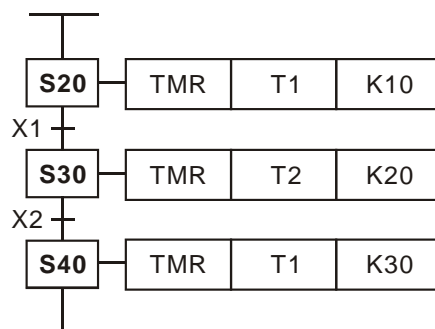 S20 TMR T1 K10
X1
S30 TMR T2 K20
X2
S40 TMR T1 K30